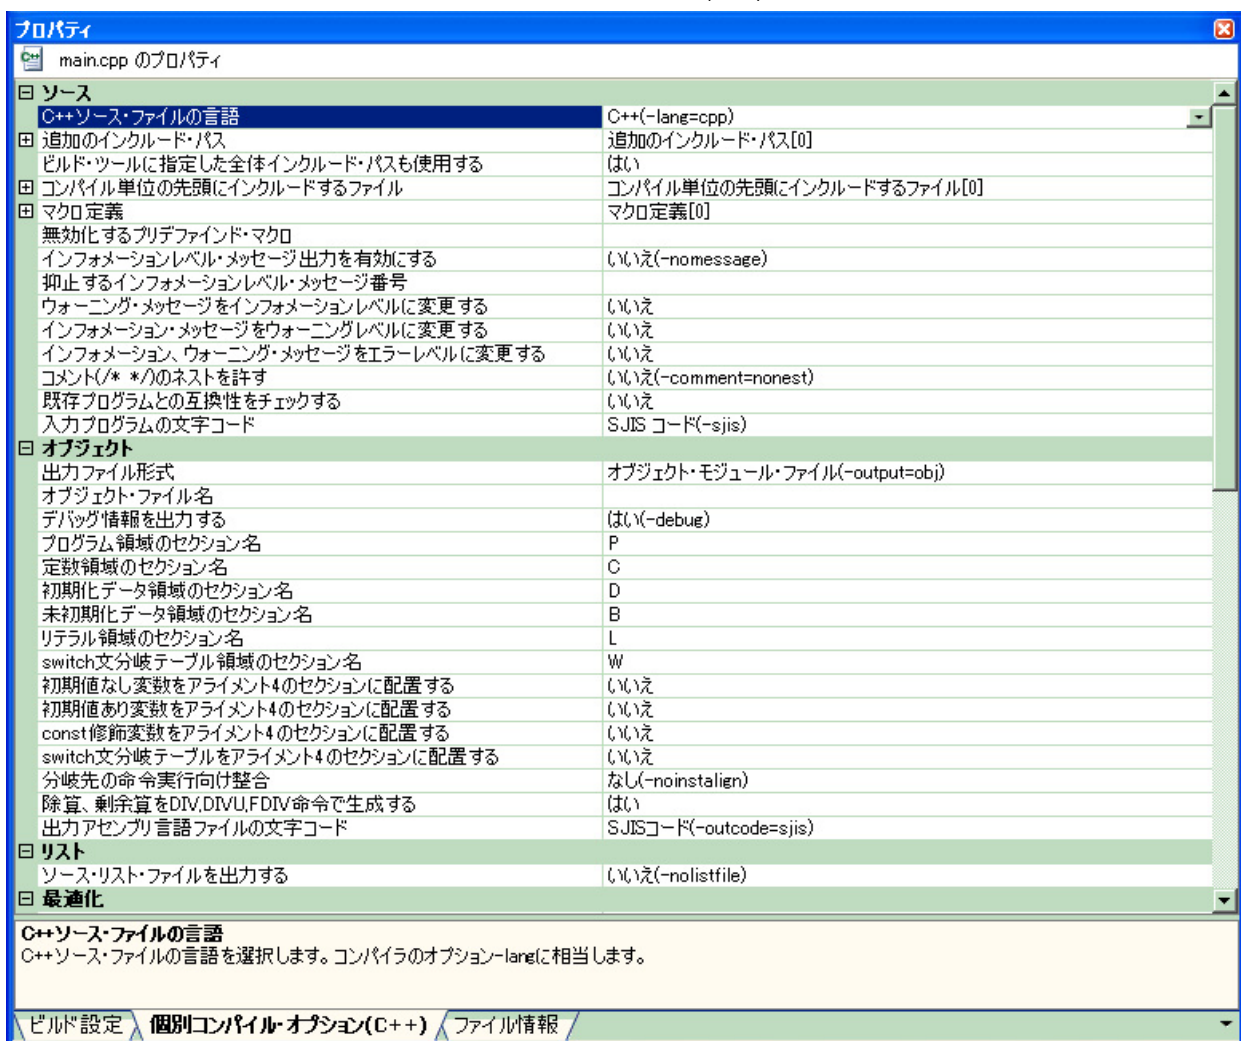 プロパティ
main.cpp のプロパティ
ソース
C++ソース・ファイルの言語 C++(-lang=cpp)
追加のインクルード・パス 追加のインクルード・パス[0]
ビルド・ツールに指定した全体インクルード・パスも使用する はい
コンパイル単位の先頭にインクルードするファイル コンパイル単位の先頭にインクルードするファイル[0]
マクロ定義 マクロ定義[0]
無効化するプリデファインド・マクロ
インフォメーションレベル・メッセージ出力を有効にする いいえ(-nomessage)
抑止するインフォメーションレベル・メッセージ番号
ウォーニング・メッセージをインフォメーションレベルに変更する いいえ
インフォメーション・メッセージをウォーニングレベルに変更する いいえ
インフォメーション、ウォーニング・メッセージをエラーレベルに変更する いいえ
コメント(/* */)のネストを許す いいえ(-comment=nonest)
既存プログラムとの互換性をチェックする いいえ
入力プログラムの文字コード SJIS コード(-sjis)
オブジェクト
出力ファイル形式 オブジェクト・モジュール・ファイル(-output=obj)
オブジェクト・ファイル名
デバッグ情報を出力する はい(-debug)
プログラム領域のセクション名 P
定数領域のセクション名 C
初期化データ領域のセクション名 D
未初期化データ領域のセクション名 B
リテラル領域のセクション名 L
switch文分岐テーブル領域のセクション名 W
初期値なし変数をアライメント4のセクションに配置する いいえ
初期値あり変数をアライメント4のセクションに配置する いいえ
const修飾変数をアライメント4のセクションに配置する いいえ
switch文分岐テーブルをアライメント4のセクションに配置する いいえ
分岐先の命令実行向け整合 なし(-noinstalign)
除算、剰余算をDIV,DIVU,FDIV命令で生成する はい
出力アセンブリ言語ファイルの文字コード SJISコード(-outcode=sjis)
リスト
ソース・リスト・ファイルを出力する いいえ(-nolistfile)
最適化
C++ソース・ファイルの言語
C++ソース・ファイルの言語を選択します。コンパイラのオプション-langに相当します。
ビルド設定 個別コンパイル・オプション(C++) ファイル情報